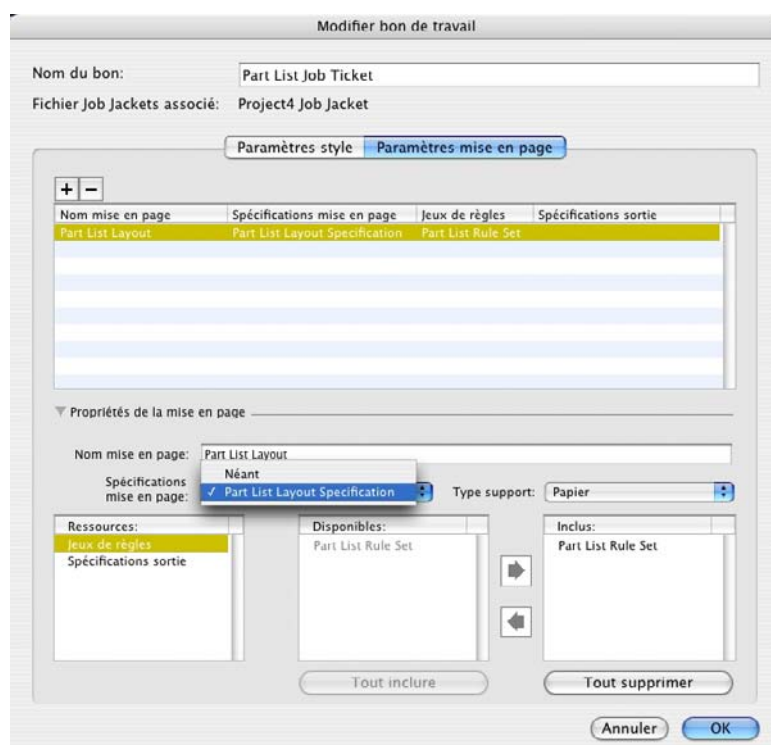 Modifier bon de travail
Nom du bon: Part List Job Ticket
Fichier Job Jackets associé: Project4 Job Jacket
Paramètres style Paramètres mise en page
+ −
Nom mise en page Spécifications mise en page Jeux de règles Spécifications sortie
Part List Layout Part List Layout Specification Part List Rule Set
Propriétés de la mise en page
Nom mise en page: Part List Layout
Néant
Spécifications mise en page: ✓ Part List Layout Specification Type support: Papier
Ressources: Disponibles: Inclus:
Jeux de règles Part List Rule Set Part List Rule Set
Spécifications sortie
Tout inclure Tout supprimer
Annuler OK